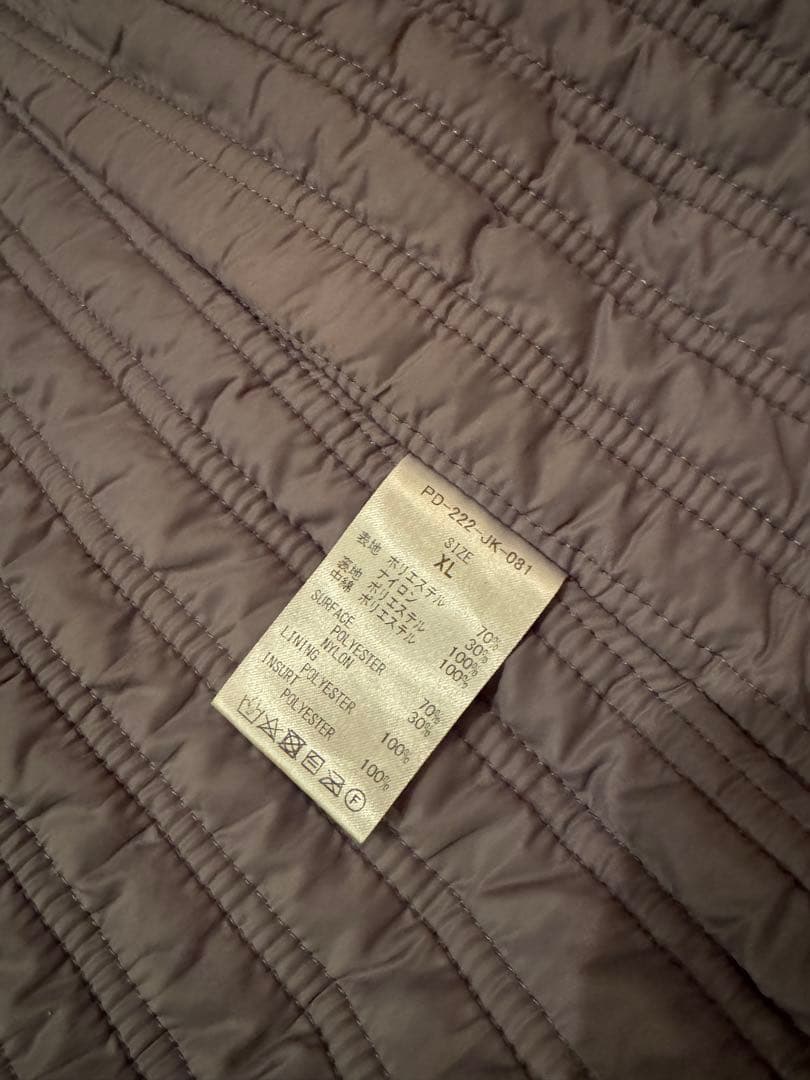 PD-222-JK-081
SIZE
XL
表地 ポリエステル 70%
ナイロン 30%
裏地 ポリエステル 100%
中綿 ポリエステル 100%
SURFACE
POLYESTER 70%
NYLON 30%
LINING
POLYESTER 100%
INSURT
POLYESTER 100%
F